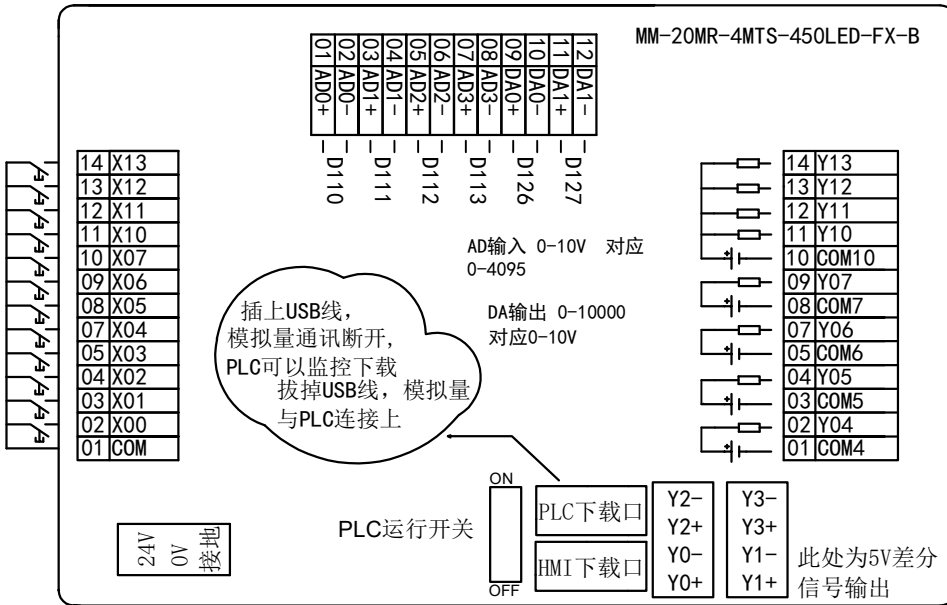 MM-20MR-4MTS-450LED-FX-B
01 AD0+
02 AD0-
03 AD1+
04 AD1-
05 AD2+
06 AD2-
07 AD3+
08 AD3-
09 DA0+
10 DA0-
11 DA1+
12 DA1-
D110
D111
D112
D113
D126
D127
14 X13
13 X12
12 X11
11 X10
10 X07
09 X06
08 X05
07 X04
05 X03
04 X02
03 X01
02 X00
01 COM
AD输入 0-10V 对应
0-4095
DA输出 0-10000
对应0-10V
插上USB线，
模拟量通讯断开，
PLC可以监控下载
拔掉USB线，模拟量
与PLC连接上
14 Y13
13 Y12
12 Y11
11 Y10
10 COM10
09 Y07
08 COM7
07 Y06
05 COM6
04 Y05
03 COM5
02 Y04
01 COM4
24V
0V
接地
PLC运行开关
ON
OFF
PLC下载口
HMI下载口
Y2-
Y2+
Y0-
Y0+
Y3-
Y3+
Y1-
Y1+
此处为5V差分
信号输出